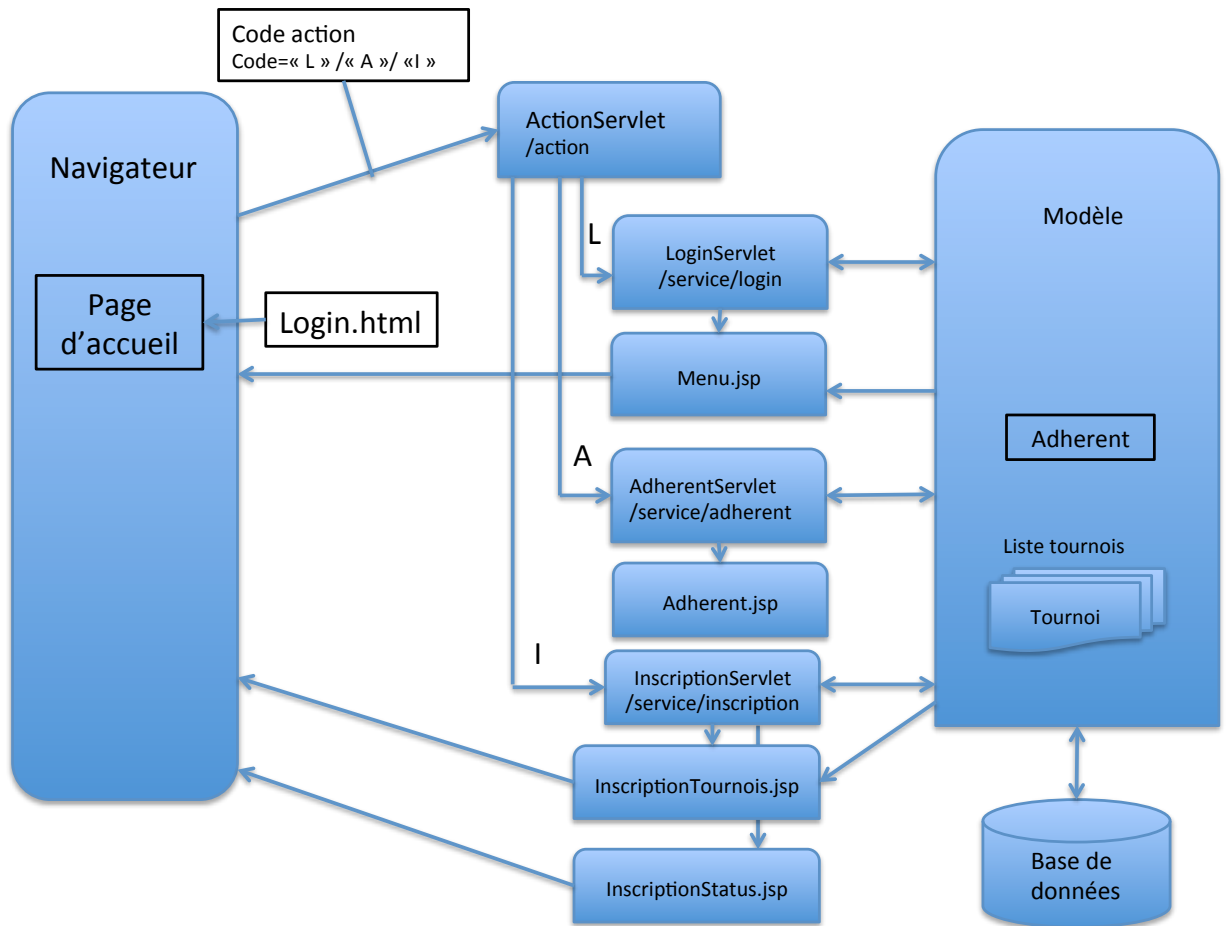 Code action
Code=« L » /« A »/ «I »
ActionServlet
/action
Navigateur
Modèle
L
LoginServlet
/service/login
Page
d’accueil
Login.html
Menu.jsp
Adherent
A
AdherentServlet
/service/adherent
Liste tournois
Adherent.jsp
Tournoi
I
InscriptionServlet
/service/inscription
InscriptionTournois.jsp
InscriptionStatus.jsp
Base de
données